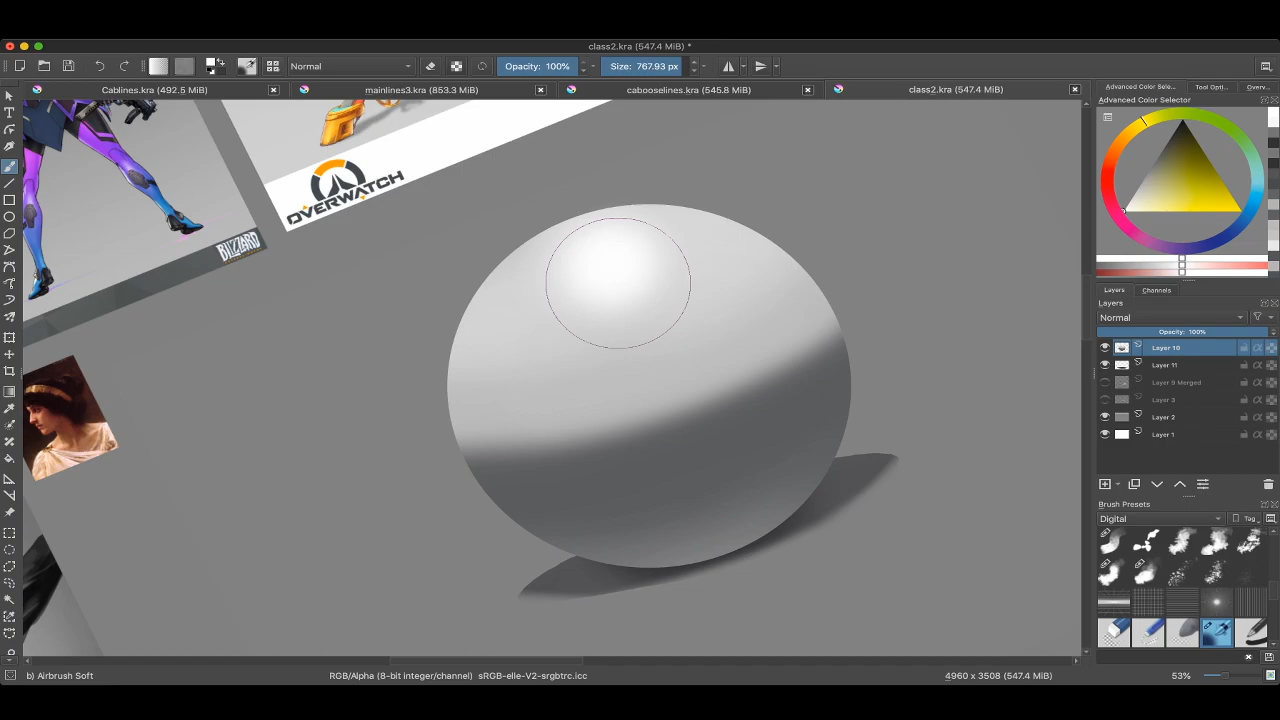 class2.kra (547.4 MiB) *
Normal
Opacity: 100%
Size: 767.93 px
Cablines.kra (492.5 MiB)
mainlines3.kra (853.3 MiB)
cabooselines.kra (545.8 MiB)
class2.kra (547.4 MiB)
Advanced Color Sele...
Tool Opti...
Overv...
Advanced Color Selector
OVERWATCH
BLIZZARD
Layers
Channels
Layers
Normal
Opacity: 100%
Layer 10
Layer 11
Layer 9 Merged
Layer 3
Layer 2
Layer 1
Brush Presets
Digital
Tag
b) Airbrush Soft
RGB/Alpha (8-bit integer/channel) sRGB-elle-V2-srgbtrc.icc
4960 x 3508 (547.4 MiB)
53%